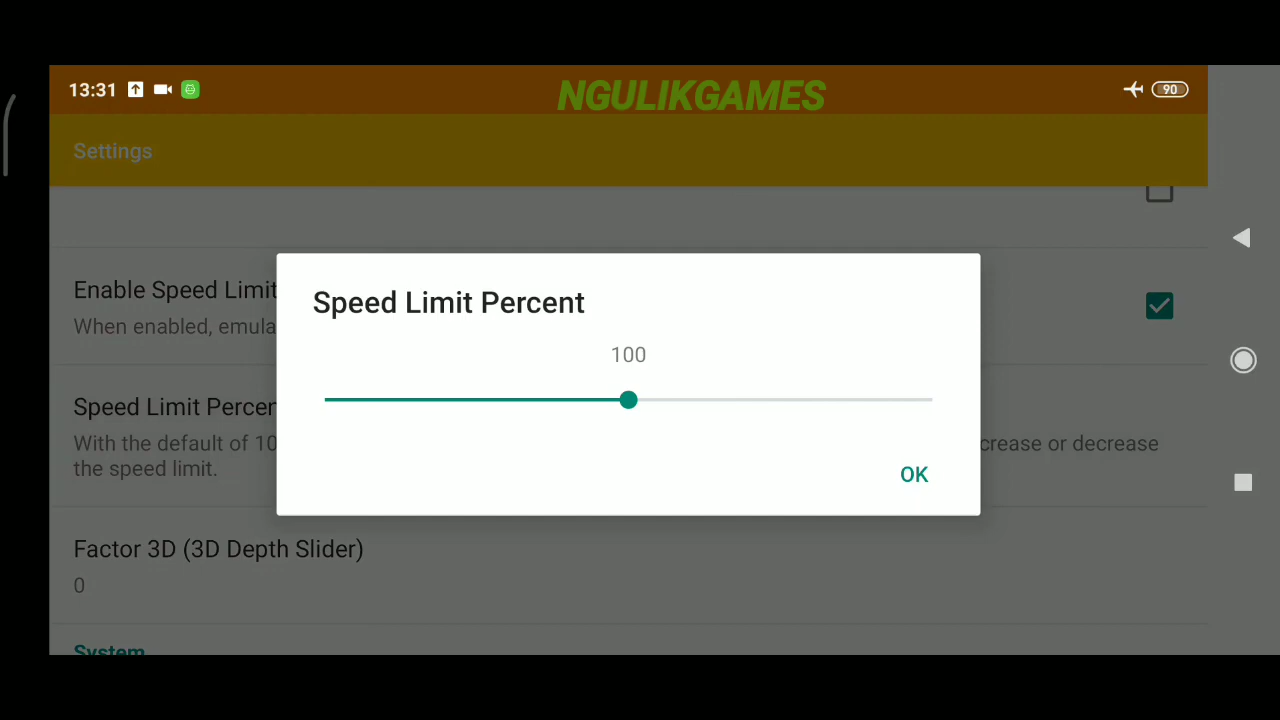 13:31
90
NGULIKGAMES
Settings
Enable Speed Limit
When enabled, emula
Speed Limit Percent
100
OK
Speed Limit Percen
With the default of 10
crease or decrease
the speed limit.
Factor 3D (3D Depth Slider)
0
System